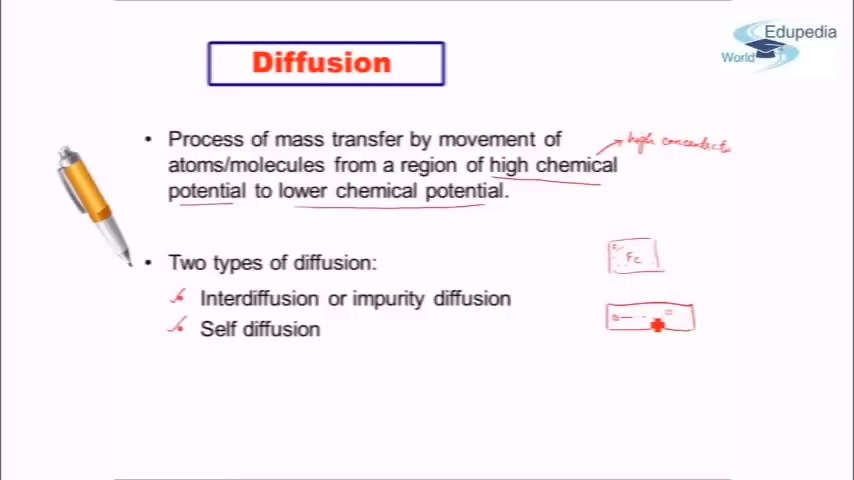 Diffusion
Edupedia
World
• Process of mass transfer by movement of
atoms/molecules from a region of high chemical
potential to lower chemical potential.
high
• Two types of diffusion:
Interdiffusion or impurity diffusion
Self diffusion
Fe